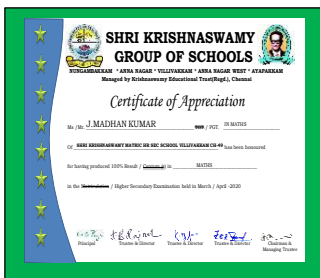 SHRI KRISHNASWAMY
GROUP OF SCHOOLS
NUNGAMBAKKAM * ANNA NAGAR * VILLIVAKKAM * ANNA NAGAR WEST * AYAPAKKAM
Managed by Krishnaswamy Educational Trust(Regd.), Chennai
Certificate of Appreciation
Ms /Mr. J.MADHAN KUMAR / PGT. IN MATHS
Of SHRI KRISHNASWAMY MATRIC HR SEC SCHOOL VILLIVAKKAM CH-49 has been honoured
for having produced 100% Result / Centum in MATHS
in the Matriculation / Higher Secondary Examination held in March / April -2020
Principal Trustee & Director Trustee & Director Trustee & Director Chairman &
Managing Trustee